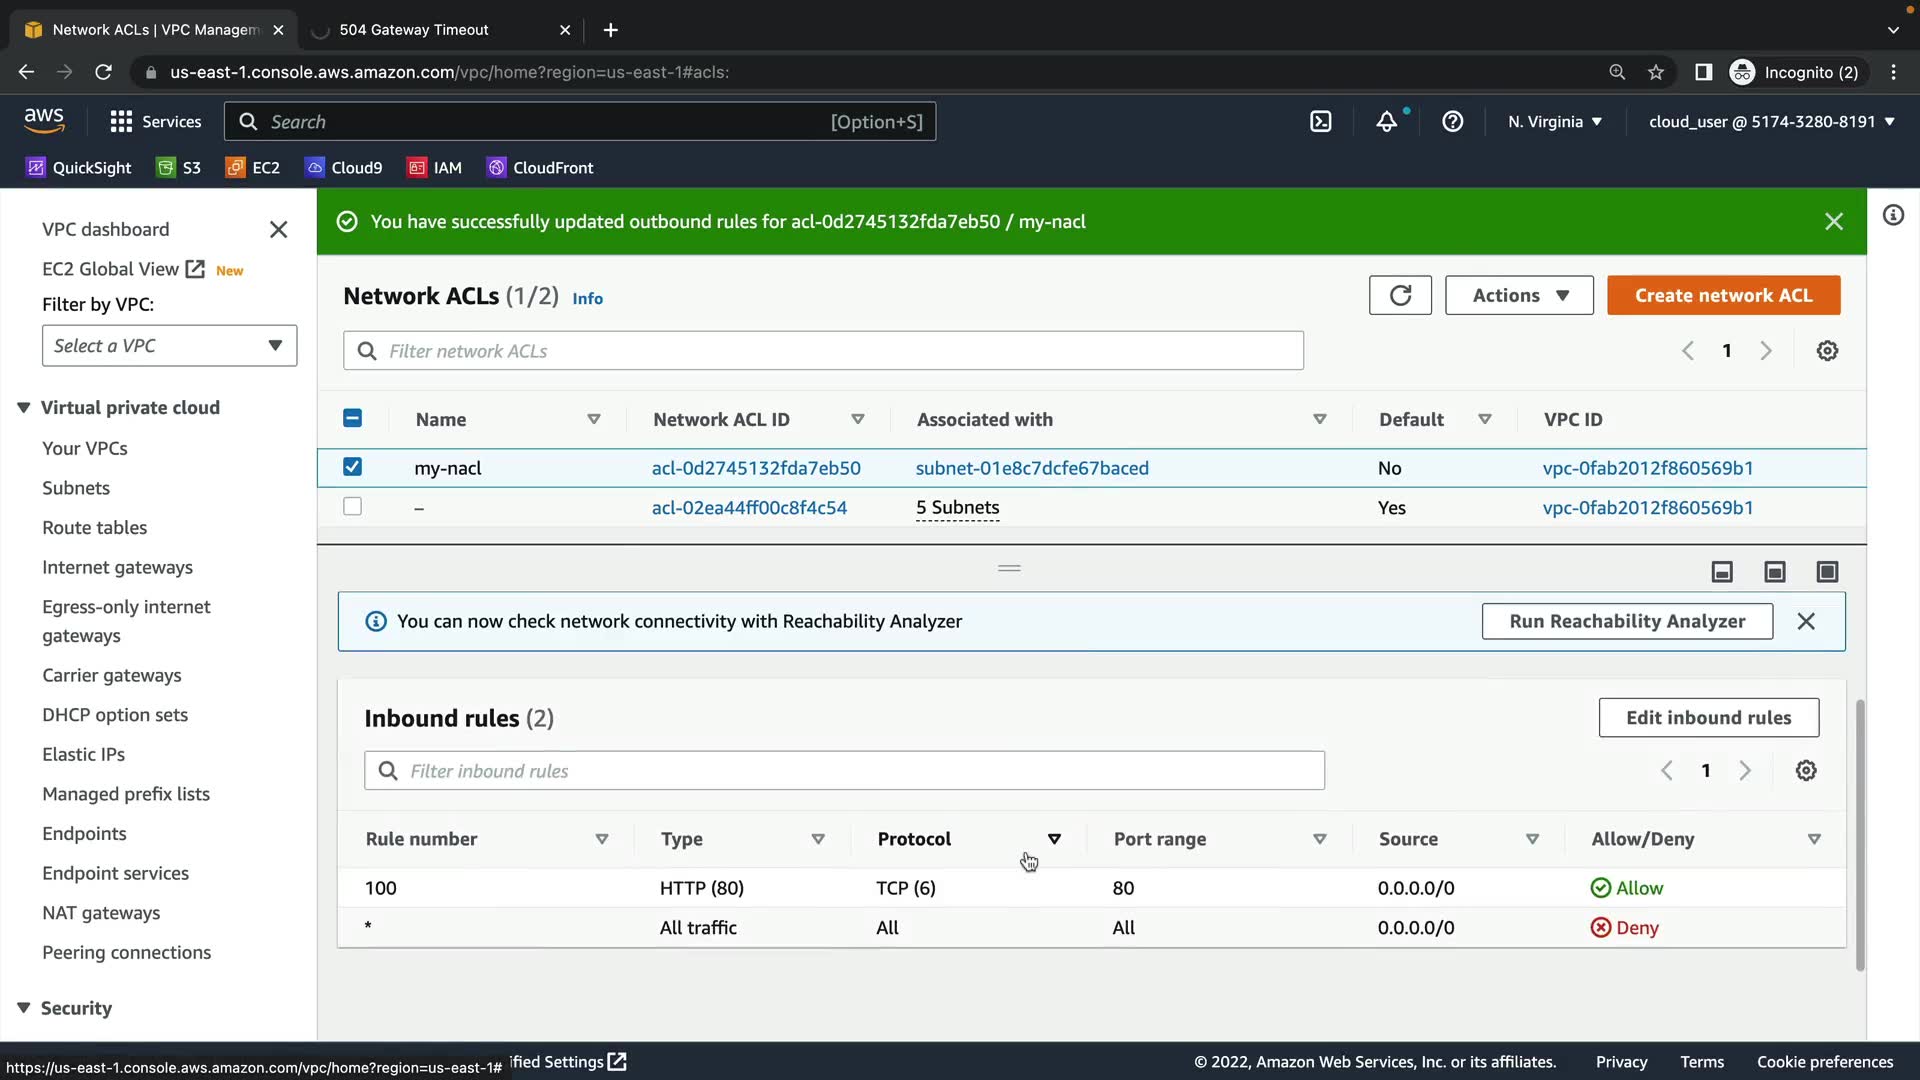 Network ACLs | VPC Managem
504 Gateway Timeout
us-east-1.console.aws.amazon.com/vpc/home?region=us-east-1#acls:
Incognito (2)
aws
Services
Search
[Option+S]
N. Virginia
cloud_user @ 5174-3280-8191
QuickSight
S3
EC2
Cloud9
IAM
CloudFront
VPC dashboard
EC2 Global View New
Filter by VPC:
Select a VPC
Virtual private cloud
Your VPCs
Subnets
Route tables
Internet gateways
Egress-only internet
gateways
Carrier gateways
DHCP option sets
Elastic IPs
Managed prefix lists
Endpoints
Endpoint services
NAT gateways
Peering connections
Security
You have successfully updated outbound rules for acl-0d2745132fda7eb50 / my-nacl
Network ACLs (1/2) Info
Actions
Create network ACL
Filter network ACLs
1
Name Network ACL ID Associated with Default VPC ID
my-nacl acl-0d2745132fda7eb50 subnet-01e8c7dcfe67baced No vpc-0fab2012f860569b1
– acl-02ea44ff00c8f4c54 5 Subnets Yes vpc-0fab2012f860569b1
You can now check network connectivity with Reachability Analyzer
Run Reachability Analyzer
Inbound rules (2)
Edit inbound rules
Filter inbound rules
1
Rule number Type Protocol Port range Source Allow/Deny
100 HTTP (80) TCP (6) 80 0.0.0.0/0 Allow
* All traffic All All 0.0.0.0/0 Deny
https://us-east-1.console.aws.amazon.com/vpc/home?region=us-east-1#
ified Settings
© 2022, Amazon Web Services, Inc. or its affiliates.
Privacy
Terms
Cookie preferences